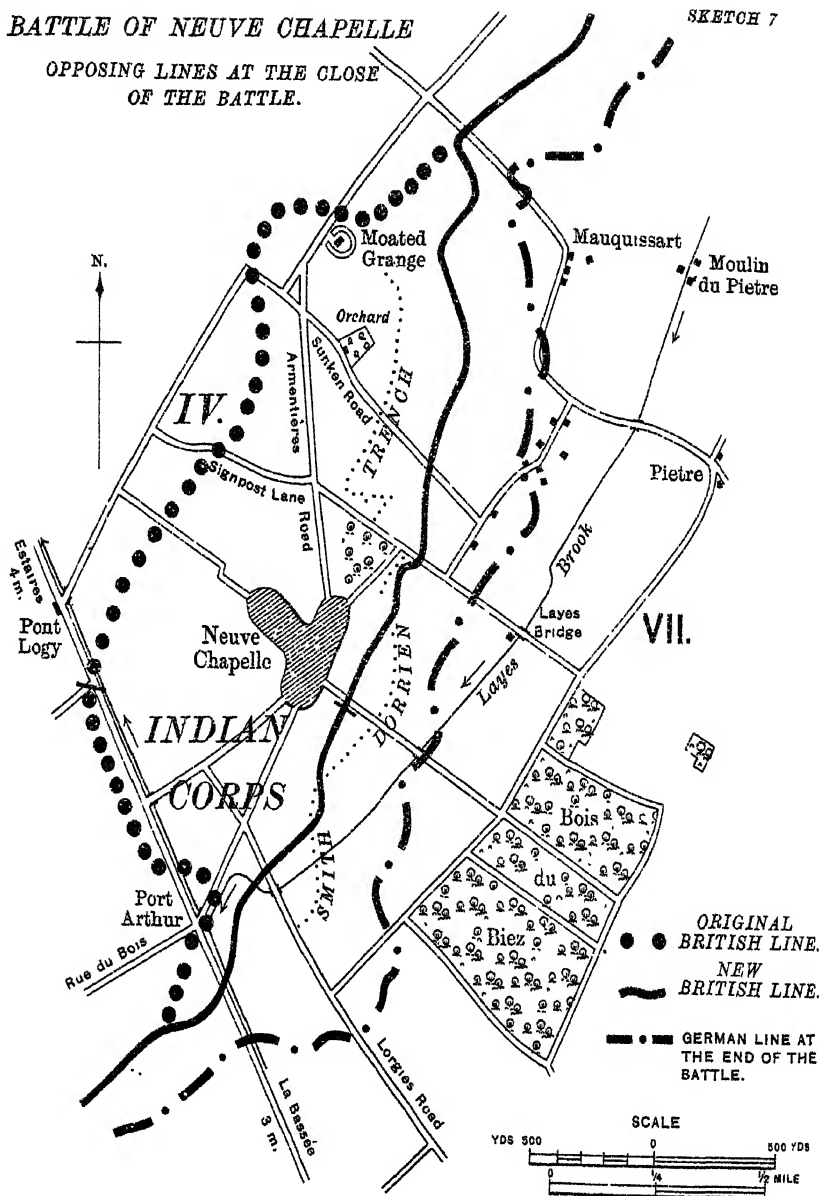 BATTLE OF NEUVE CHAPELLE
SKETCH 7
OPPOSING LINES AT THE CLOSE
OF THE BATTLE.
N.
Moated
Grange
Mauquissart
Moulin
du Pietre
Orchard
Sunken Road
Armentières
Road
TRENCH
IV.
Signpost Lane
Pietre
Estaires
4 m.
Pont
Logy
Neuve
Chapelle
Brook
Layes
Bridge
VII.
Layes
DORRIEN
INDIAN
CORPS
SMITH
Bois
du
Biez
Port
Arthur
Rue du Bois
ORIGINAL
BRITISH LINE.
NEW
BRITISH LINE.
GERMAN LINE AT
THE END OF THE
BATTLE.
Lorgies Road
La Bassée
3 m.
SCALE
YDS 500 0 500 YDS
0 ¼ ½ MILE